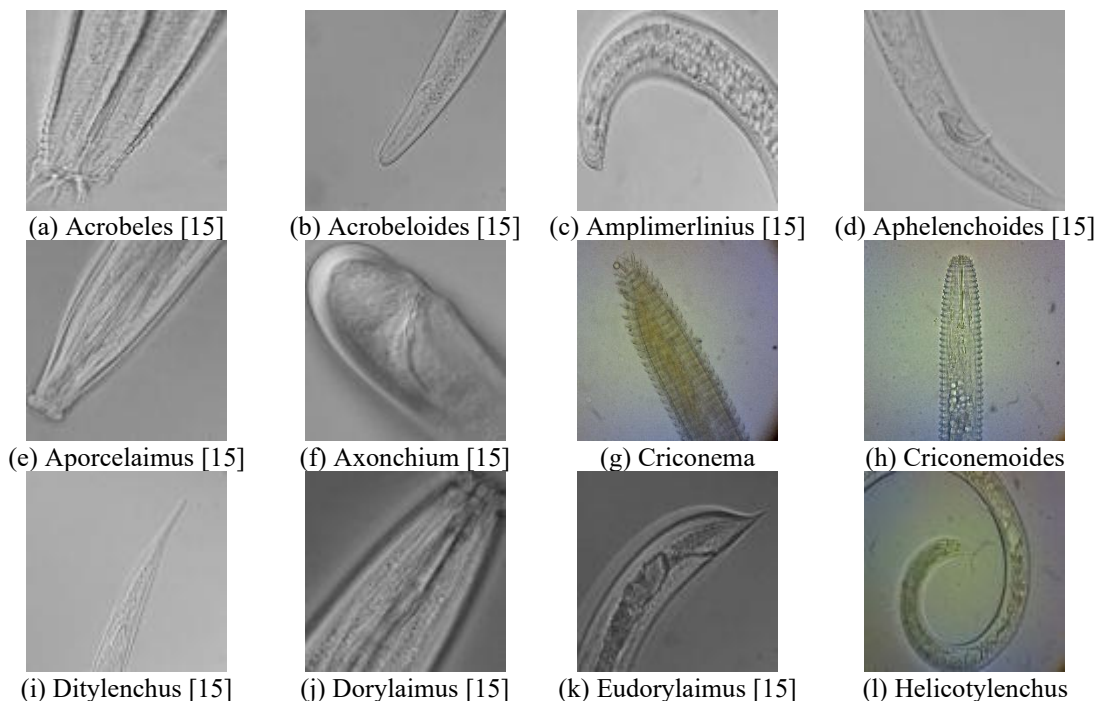 (a) Acrobeles [15]
(b) Acrobeloides [15]
(c) Amplimerlinius [15]
(d) Aphelenchoides [15]
(e) Aporcelaimus [15]
(f) Axonchium [15]
(g) Criconema
(h) Criconemoides
(i) Ditylenchus [15]
(j) Dorylaimus [15]
(k) Eudorylaimus [15]
(l) Helicotylenchus